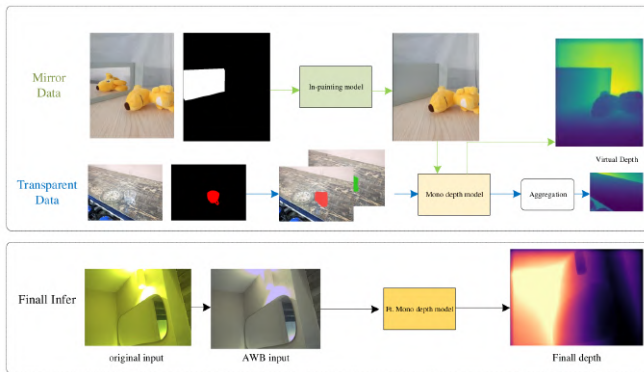 Mirror
Data
In-painting model
Virtual Depth
Transparent
Data
Mono depth model
Aggregation
Finall Infer
Ft. Mono depth model
original input
AWB input
Finall depth